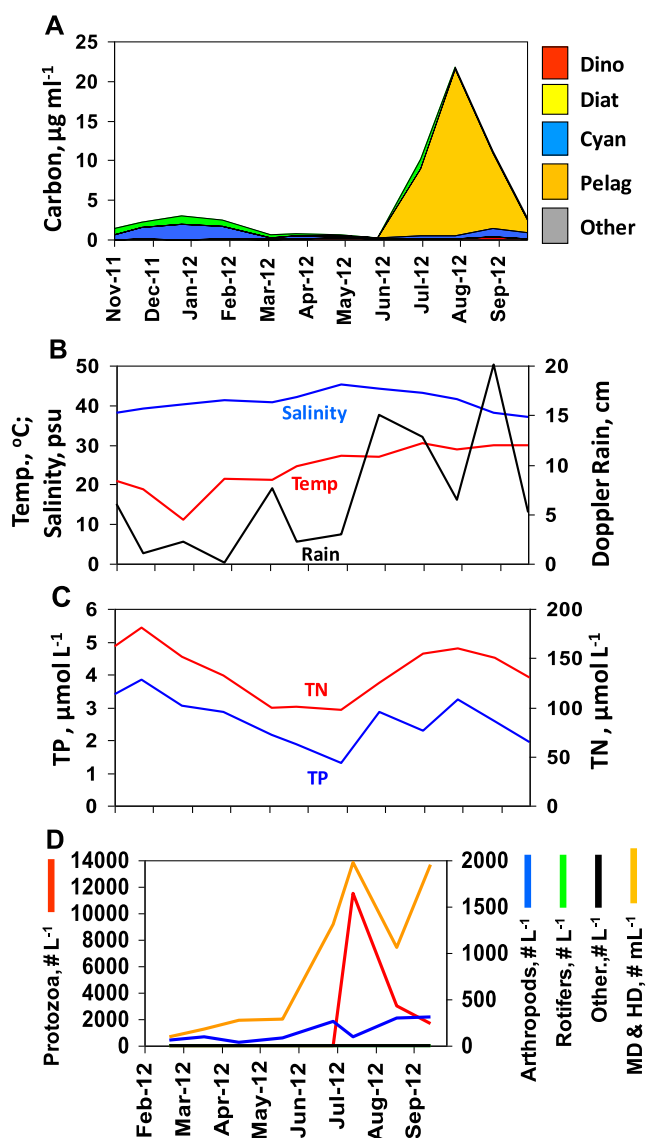 A
Carbon, µg ml-1
25
20
15
10
5
0
Nov-11
Dec-11
Jan-12
Feb-12
Mar-12
Apr-12
May-12
Jun-12
Jul-12
Aug-12
Sep-12
Dino
Diat
Cyan
Pelag
Other
B
Temp., ºC;
Salinity, psu
50
40
30
20
10
0
Salinity
Temp
Rain
20
15
10
5
0
Doppler Rain, cm
C
TP, µmol L-1
6
5
4
3
2
1
0
TN
TP
200
150
100
50
0
TN, µmol L-1
D
Protozoa,# L-1
14000
12000
10000
8000
6000
4000
2000
0
2000
1500
1000
500
0
Feb-12
Mar-12
Apr-12
May-12
Jun-12
Jul-12
Aug-12
Sep-12
Arthropods, # L-1
Rotifers, # L-1
Other.,# L-1
MD & HD, # mL-1